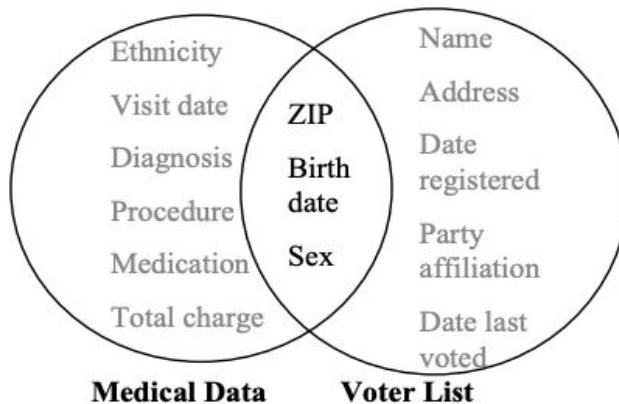 Ethnicity
Visit date
Diagnosis
Procedure
Medication
Total charge
ZIP
Birth
date
Sex
Name
Address
Date
registered
Party
affiliation
Date last
voted
Medical Data
Voter List